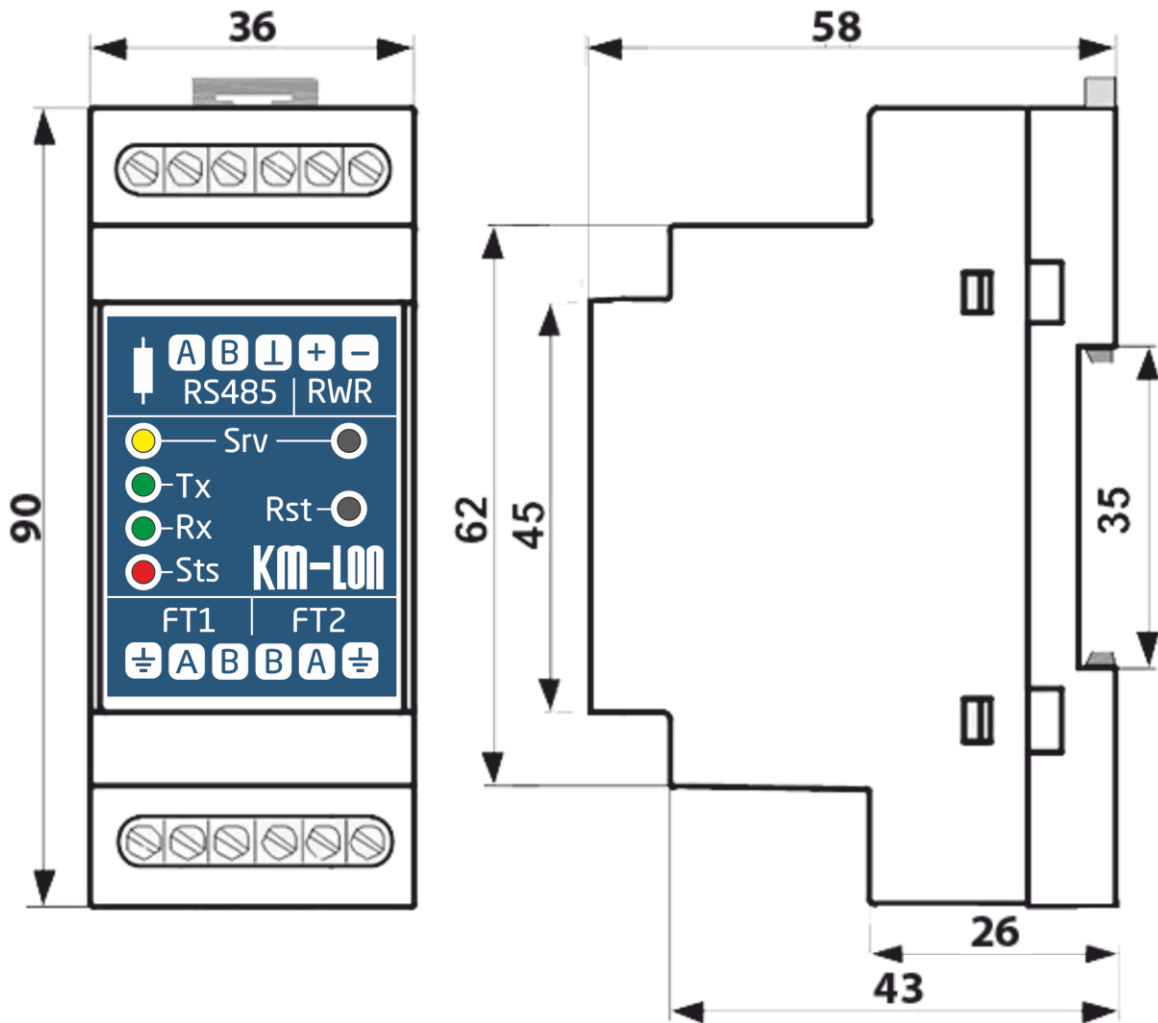 36
58
A B ⊥ + −
RS485 RWR
Srv
Tx
Rst
Rx
Sts
KM-LON
FT1 FT2
⏚ A B B A ⏚
90
62
45
35
26
43